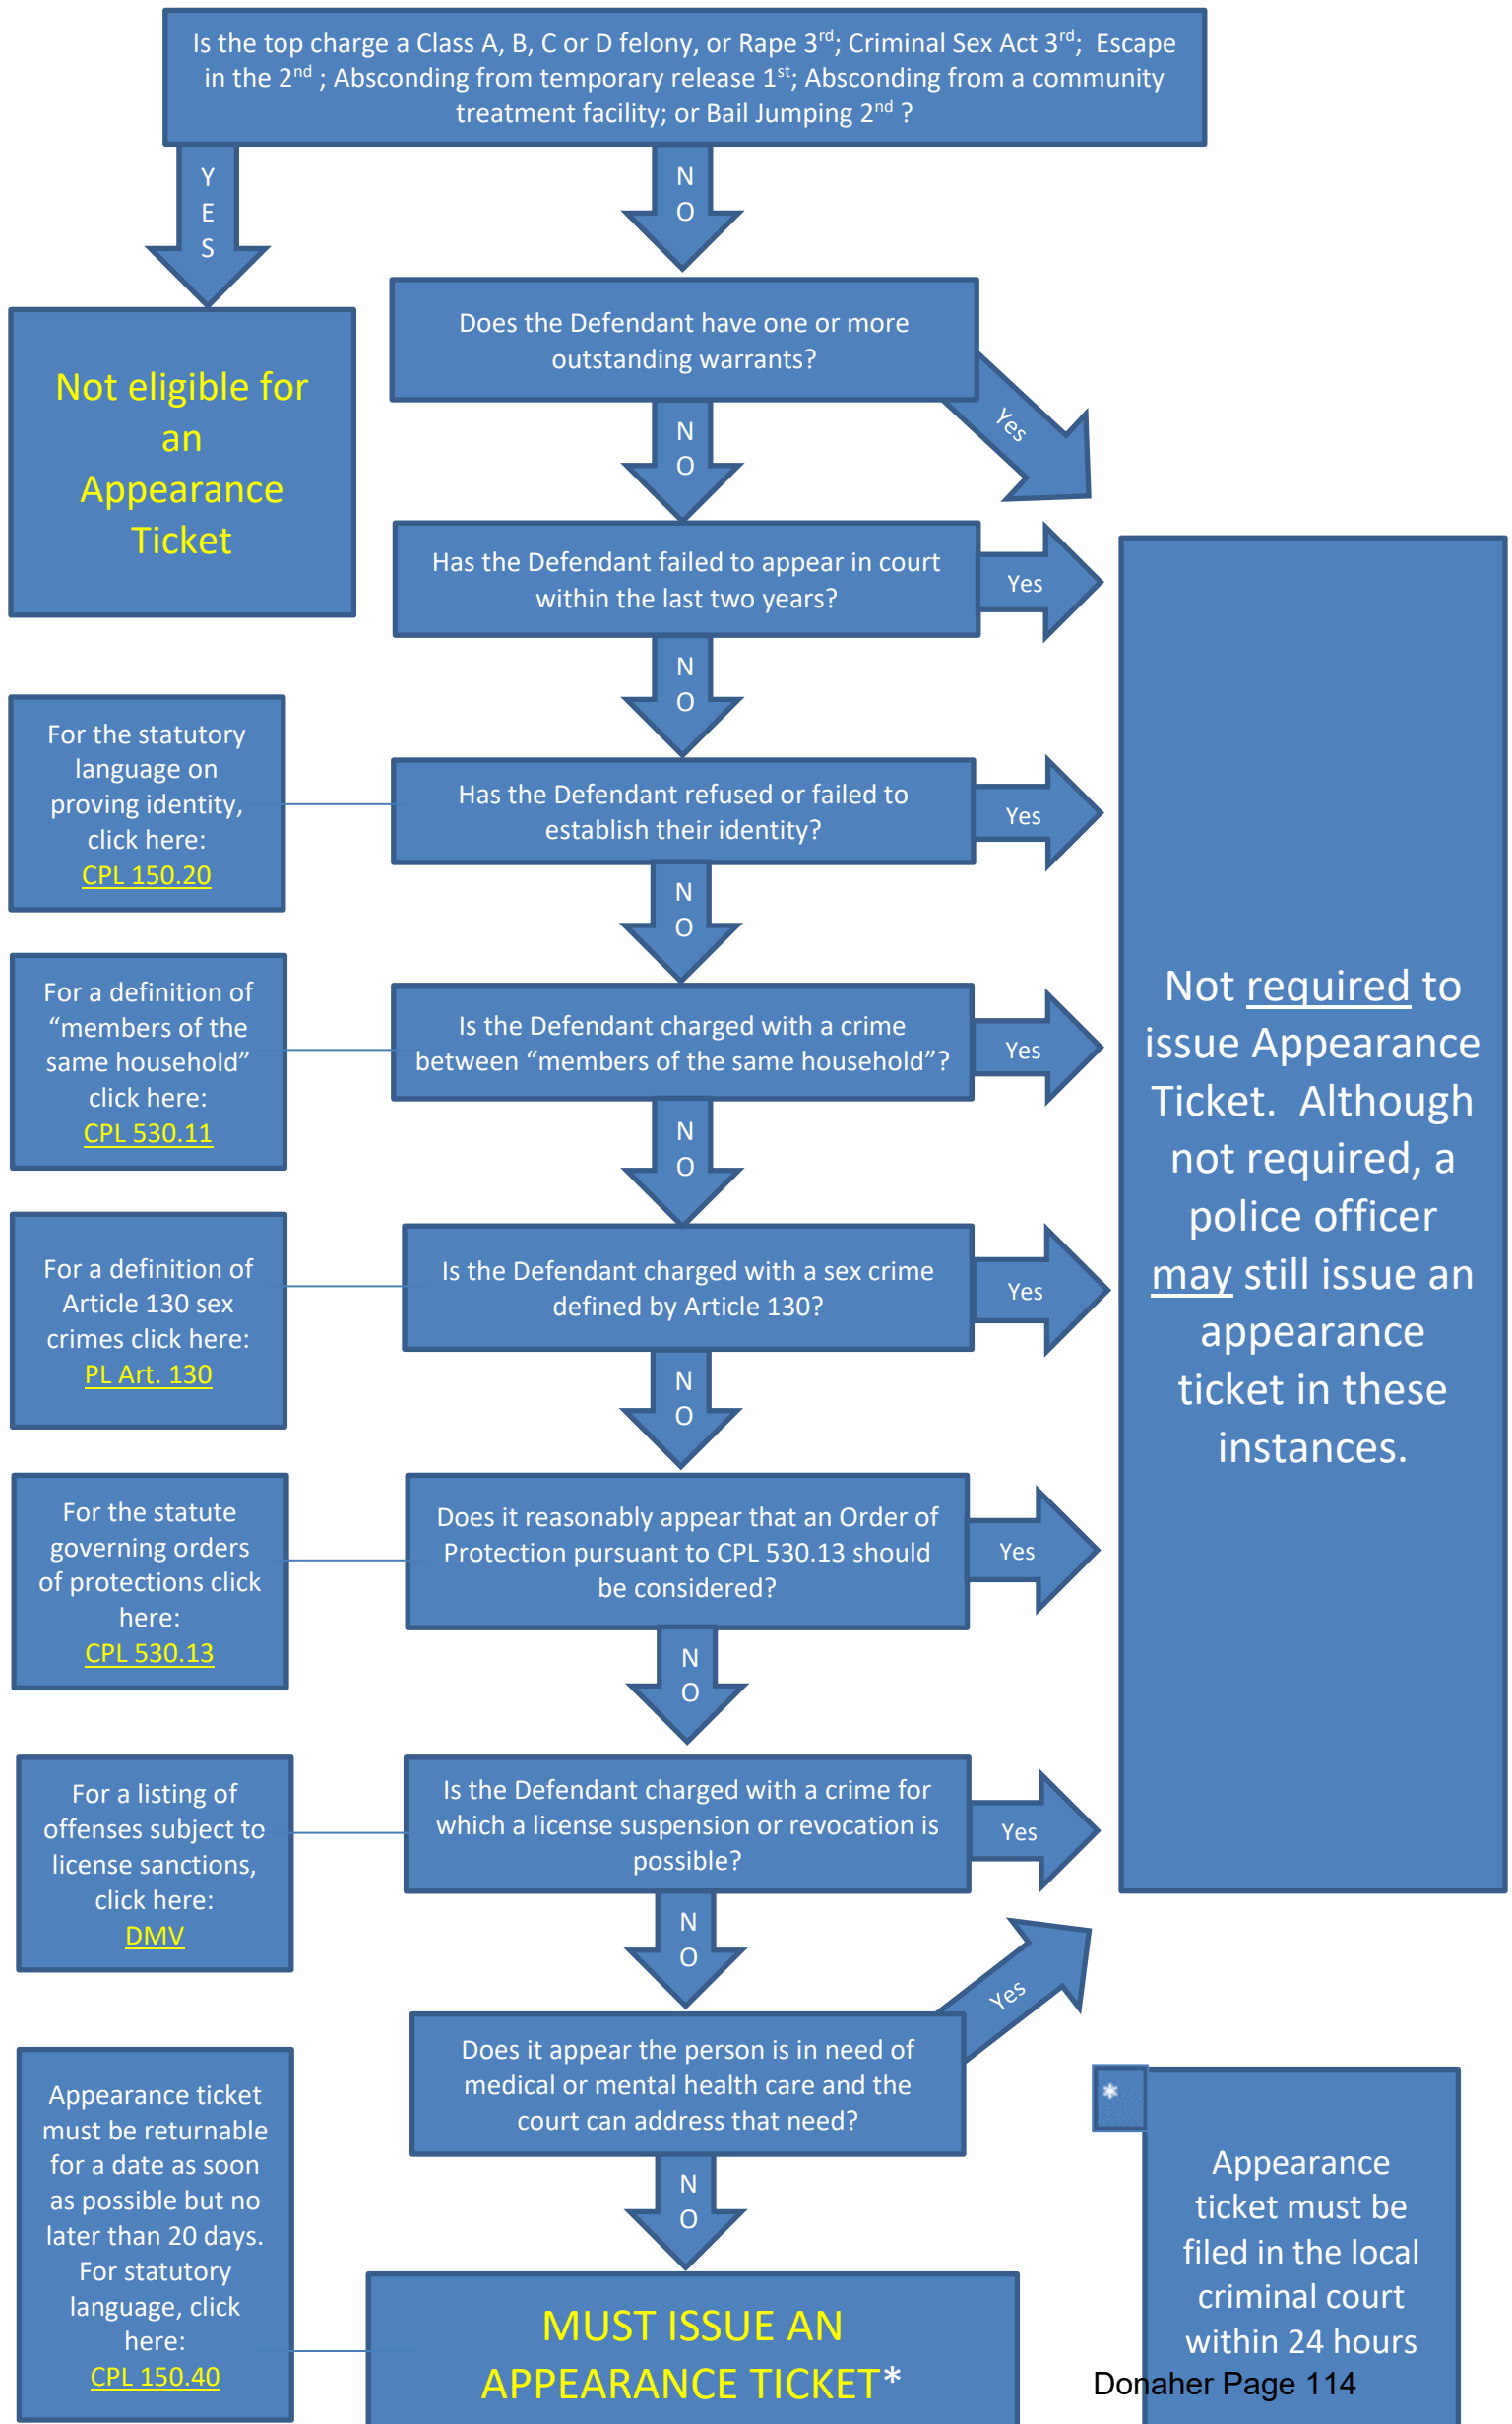 Is the top charge a Class A, B, C or D felony, or Rape 3rd; Criminal Sex Act 3rd; Escape
in the 2nd ; Absconding from temporary release 1st; Absconding from a community
treatment facility; or Bail Jumping 2nd ?
Y
E
S
N
O
Not eligible for
an
Appearance
Ticket
Does the Defendant have one or more
outstanding warrants?
Yes
N
O
Has the Defendant failed to appear in court
within the last two years?
Yes
N
O
For the statutory
language on
proving identity,
click here:
CPL 150.20
Has the Defendant refused or failed to
establish their identity?
Yes
N
O
For a definition of
“members of the
same household”
click here:
CPL 530.11
Is the Defendant charged with a crime
between “members of the same household”?
Yes
N
O
Not required to
issue Appearance
Ticket. Although
not required, a
police officer
may still issue an
appearance
ticket in these
instances.
For a definition of
Article 130 sex
crimes click here:
PL Art. 130
Is the Defendant charged with a sex crime
defined by Article 130?
Yes
N
O
For the statute
governing orders
of protections click
here:
CPL 530.13
Does it reasonably appear that an Order of
Protection pursuant to CPL 530.13 should
be considered?
Yes
N
O
For a listing of
offenses subject to
license sanctions,
click here:
DMV
Is the Defendant charged with a crime for
which a license suspension or revocation is
possible?
Yes
N
O
Does it appear the person is in need of
medical or mental health care and the
court can address that need?
Yes
N
O
Appearance ticket
must be returnable
for a date as soon
as possible but no
later than 20 days.
For statutory
language, click
here:
CPL 150.40
MUST ISSUE AN
APPEARANCE TICKET*
*
Appearance
ticket must be
filed in the local
criminal court
within 24 hours
Donaher Page 114